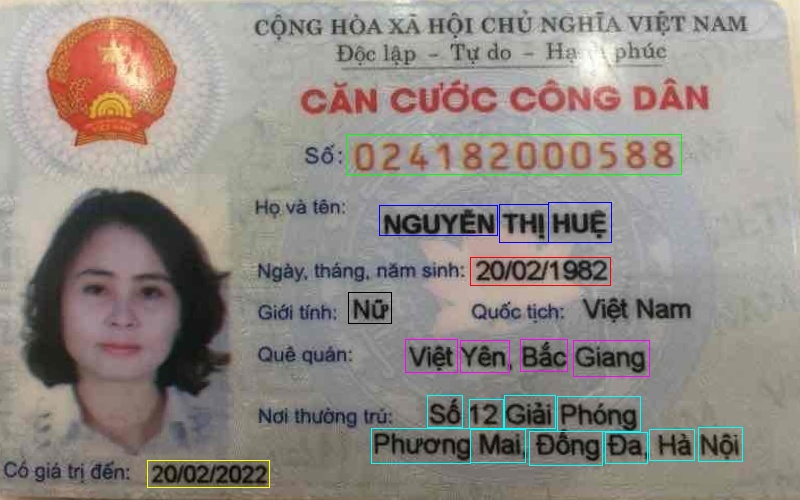 CỘNG HÒA XÃ HỘI CHỦ NGHĨA VIỆT NAM
Độc lập - Tự do - Hạnh phúc
CĂN CƯỚC CÔNG DÂN
Số: 024182000588
Họ và tên: NGUYỄN THỊ HUỆ
Ngày, tháng, năm sinh: 20/02/1982
Giới tính: Nữ Quốc tịch: Việt Nam
Quê quán: Việt Yên, Bắc Giang
Nơi thường trú: Số 12 Giải Phóng
Phương Mai, Đống Đa, Hà Nội
Có giá trị đến: 20/02/2022